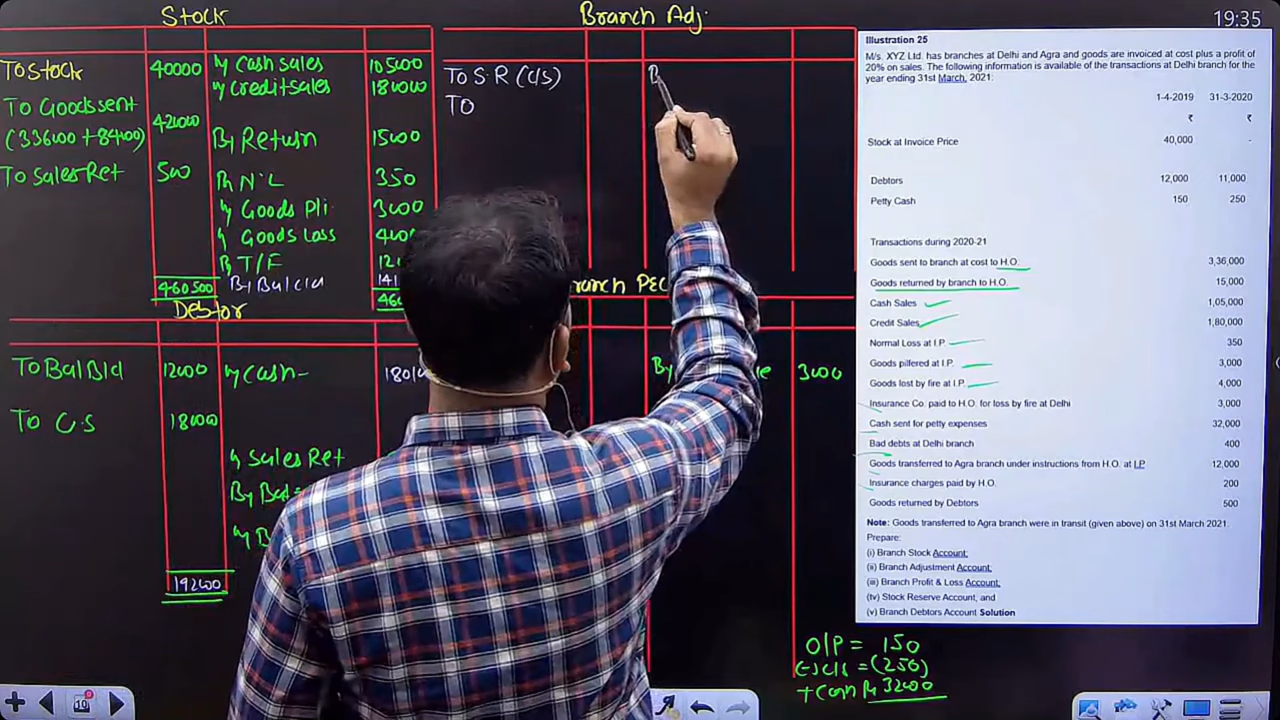 Stock
To Stock 40000 By Cash Sales 105000
By Credit Sales 180000
To Goods sent
(336000 + 84000) 420000 By Return 15000
To Sales Ret 500 By N.L 350
By Goods Pli 3000
By Goods Loss
By T/F
460500 By Bal c/d
Debtor
To Bal B/d 12000 By Cash
To C.S 180000
By Sales Ret
By Bad
192000
Branch Adj.
To S.R (C/S)
To
By 3000
O/P = 150
C/S = (250)
+ Cash 32000
19:35
Illustration 25
M/s. XYZ Ltd. has branches at Delhi and Agra and goods are invoiced at cost plus a profit of
20% on sales. The following information is available of the transactions at Delhi branch for the
year ending 31st March, 2021:
1-4-2019 31-3-2020
₹ ₹
Stock at Invoice Price 40,000 -
Debtors 12,000 11,000
Petty Cash 150 250
Transactions during 2020-21
Goods sent to branch at cost to H.O. 3,36,000
Goods returned by branch to H.O. 15,000
Cash Sales 1,05,000
Credit Sales 1,80,000
Normal Loss at I.P. 350
Goods pilfered at I.P. 3,000
Goods lost by fire at I.P. 4,000
Insurance Co. paid to H.O. for loss by fire at Delhi 3,000
Cash sent for petty expenses 32,000
Bad debts at Delhi branch 400
Goods transferred to Agra branch under instructions from H.O. at I.P 12,000
Insurance charges paid by H.O. 200
Goods returned by Debtors 500
Note: Goods transferred to Agra branch were in transit (given above) on 31st March 2021.
Prepare:
(i) Branch Stock Account;
(ii) Branch Adjustment Account;
(iii) Branch Profit & Loss Account;
(iv) Stock Reserve Account, and
(v) Branch Debtors Account Solution